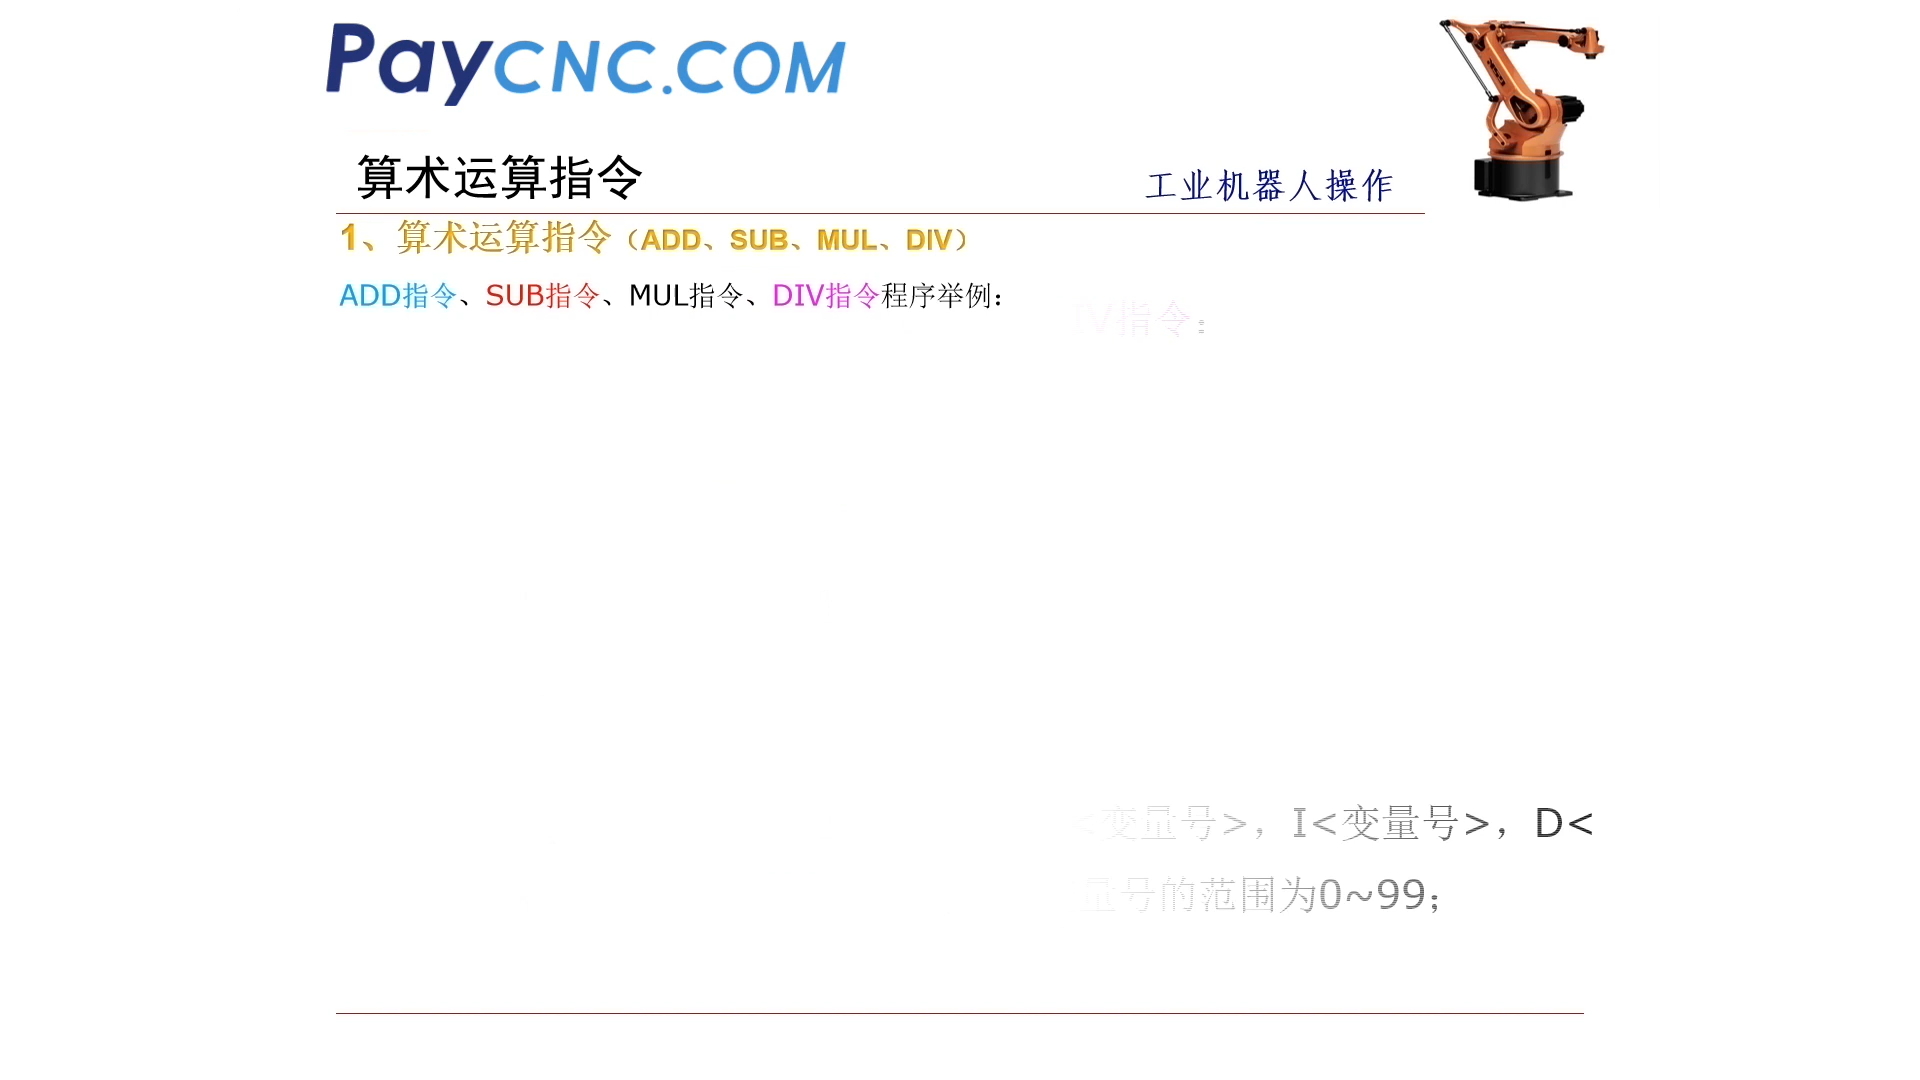 PayCNC.COM
算术运算指令
工业机器人操作
1、算术运算指令（ADD、SUB、MUL、DIV）
ADD指令、SUB指令、MUL指令、DIV指令程序举例：
IV指令：
<变量号>，I<变量号>，D<
量号的范围为0~99；